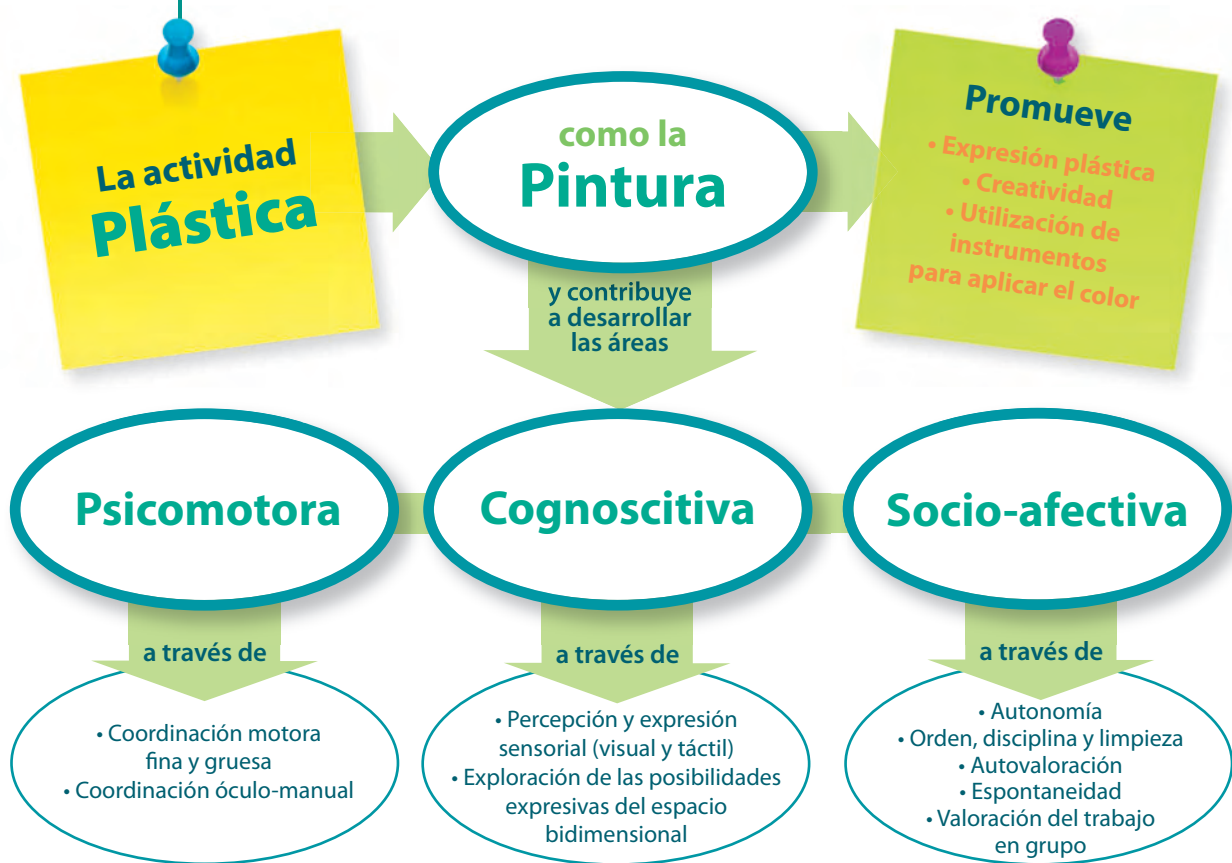 La actividad
Plástica
como la
Pintura
Promueve
• Expresión plástica
• Creatividad
• Utilización de
instrumentos
para aplicar el color
y contribuye
a desarrollar
las áreas
Psicomotora
Cognoscitiva
Socio-afectiva
a través de
a través de
a través de
• Coordinación motora
fina y gruesa
• Coordinación óculo-manual
• Percepción y expresión
sensorial (visual y táctil)
• Exploración de las posibilidades
expresivas del espacio
bidimensional
• Autonomía
• Orden, disciplina y limpieza
• Autovaloración
• Espontaneidad
• Valoración del trabajo
en grupo